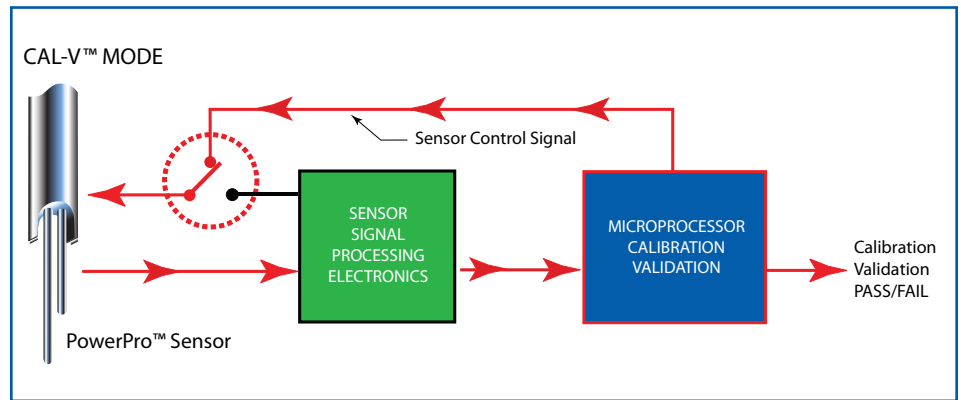 CAL-V™ MODE
Sensor Control Signal
SENSOR
SIGNAL
PROCESSING
ELECTRONICS
MICROPROCESSOR
CALIBRATION
VALIDATION
Calibration
Validation
PASS/FAIL
PowerPro™ Sensor